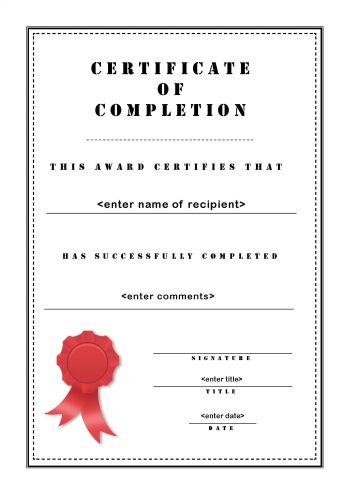 CERTIFICATE
OF
COMPLETION
THIS AWARD CERTIFIES THAT
<enter name of recipient>
HAS SUCCESSFULLY COMPLETED
<enter comments>
SIGNATURE
<enter title>
TITLE
<enter date>
DATE